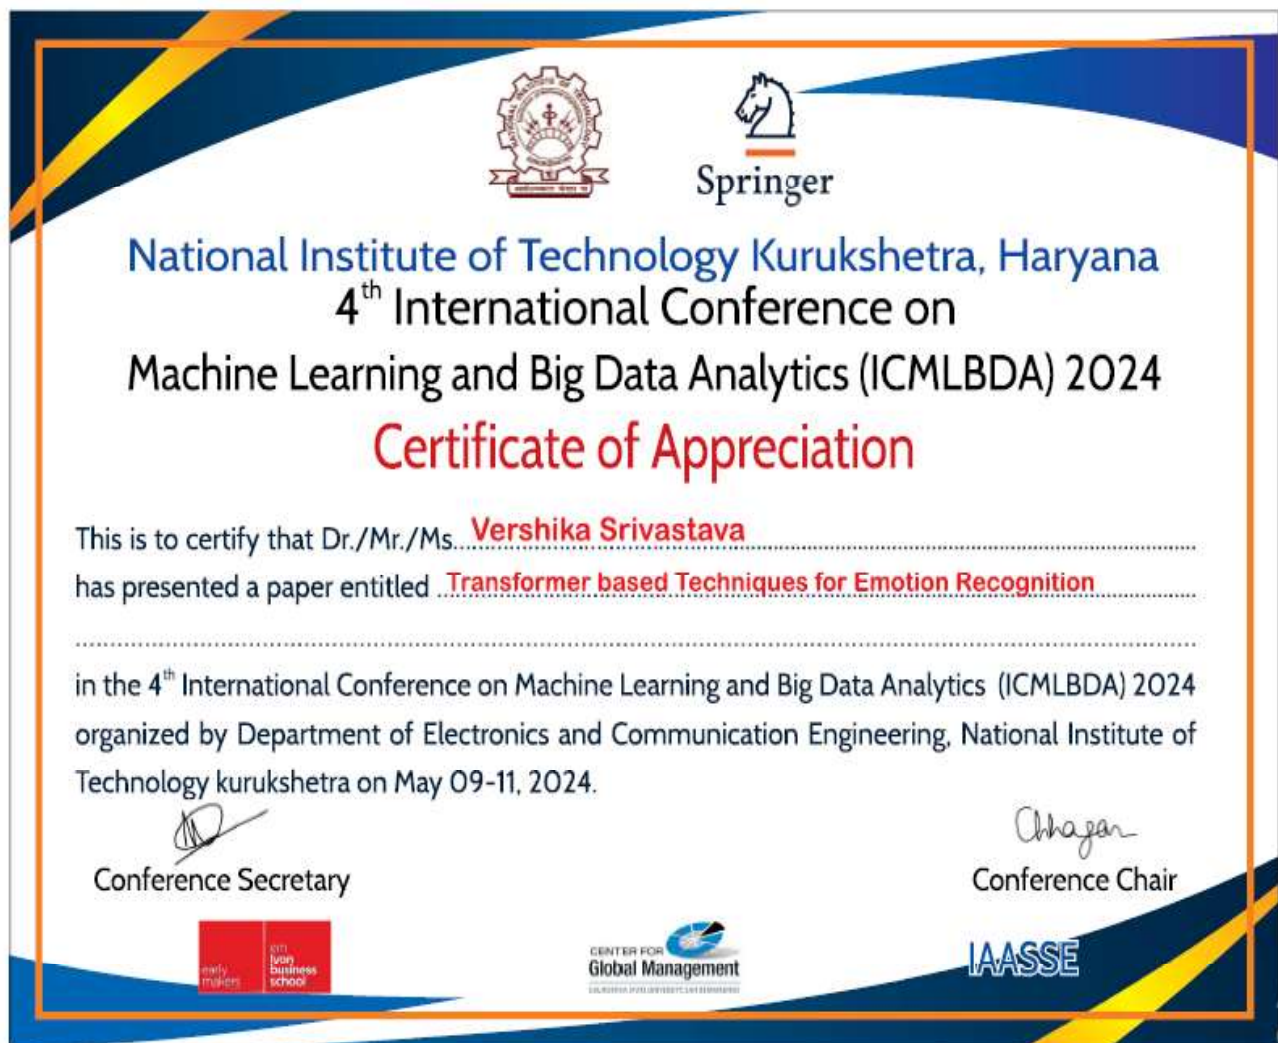 Springer
National Institute of Technology Kurukshetra, Haryana
4th International Conference on
Machine Learning and Big Data Analytics (ICMLBDA) 2024
Certificate of Appreciation
This is to certify that Dr./Mr./Ms. Vershika Srivastava
has presented a paper entitled Transformer based Techniques for Emotion Recognition
in the 4th International Conference on Machine Learning and Big Data Analytics (ICMLBDA) 2024
organized by Department of Electronics and Communication Engineering, National Institute of
Technology kurukshetra on May 09-11, 2024.
Chhagan
Conference Secretary
Conference Chair
early makers
em lyon business school
CENTER FOR
Global Management
IAASSE